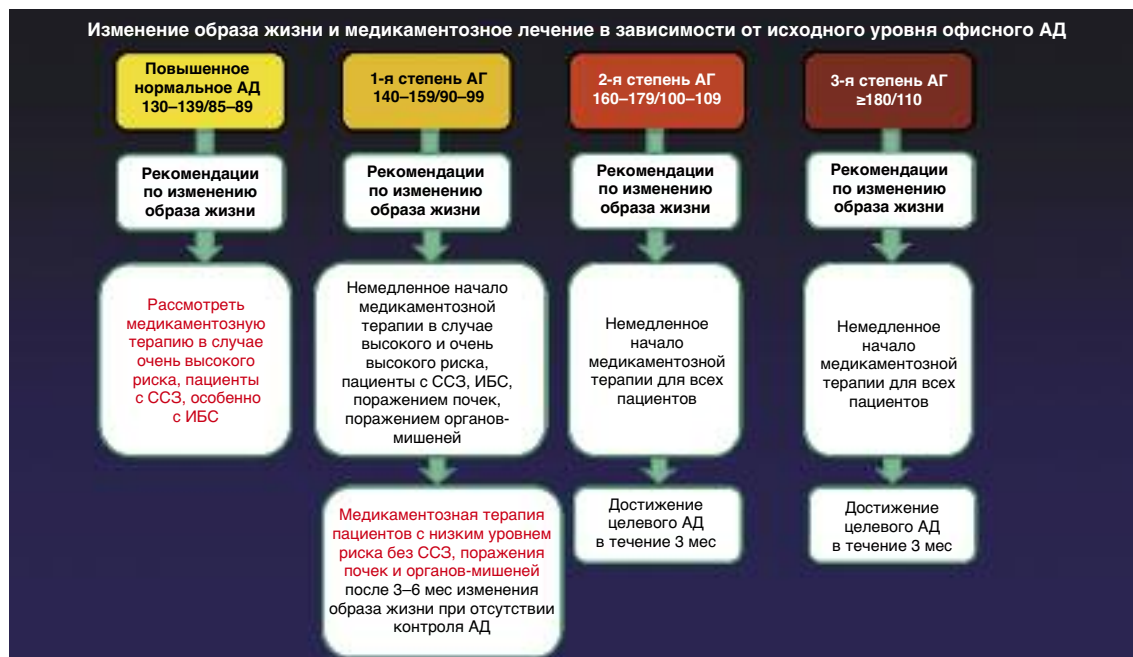 Изменение образа жизни и медикаментозное лечение в зависимости от исходного уровня офисного АД
Повышенное
нормальное АД
130–139/85–89
Рекомендации
по изменению
образа жизни
Рассмотреть
медикаментозную
терапию в случае
очень высокого
риска, пациенты
с ССЗ, особенно
с ИБС
1-я степень АГ
140–159/90–99
Рекомендации
по изменению
образа жизни
Немедленное начало
медикаментозной
терапии в случае
высокого и очень
высокого риска,
пациенты с ССЗ, ИБС,
поражением почек,
поражением органов-
мишеней
Медикаментозная терапия
пациентов с низким уровнем
риска без ССЗ, поражения
почек и органов-мишеней
после 3–6 мес изменения
образа жизни при отсутствии
контроля АД
2-я степень АГ
160–179/100–109
Рекомендации
по изменению
образа жизни
Немедленное
начало
медикаментозной
терапии для всех
пациентов
Достижение
целевого АД
в течение 3 мес
3-я степень АГ
≥180/110
Рекомендации
по изменению
образа жизни
Немедленное
начало
медикаментозной
терапии для всех
пациентов
Достижение
целевого АД
в течение 3 мес